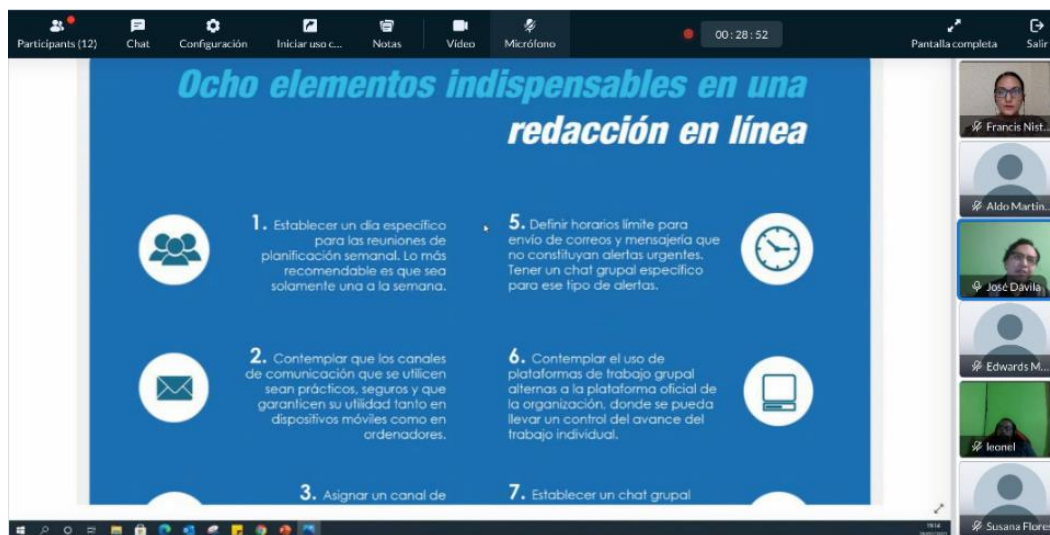 Participants (12)
Chat
Configuración
Iniciar uso c...
Notas
Vídeo
Micrófono
00:28:52
Pantalla completa
Salir
Ocho elementos indispensables en una
redacción en línea
1. Establecer un día específico
para las reuniones de
planificación semanal. Lo más
recomendable es que sea
solamente una a la semana.
2. Contemplar que los canales
de comunicación que se utilicen
sean prácticos, seguros y que
garanticen su utilidad tanto en
dispositivos móviles como en
ordenadores.
3. Asignar un canal de
5. Definir horarios límite para
envío de correos y mensajería que
no constituyan alertas urgentes.
Tener un chat grupal específico
para ese tipo de alertas.
6. Contemplar el uso de
plataformas de trabajo grupal
alternas a la plataforma oficial de
la organización, donde se pueda
llevar un control del avance del
trabajo individual.
7. Establecer un chat grupal
Francis Nist...
Aldo Martin...
José Davila
Edwards M...
leonel
Susana Flores